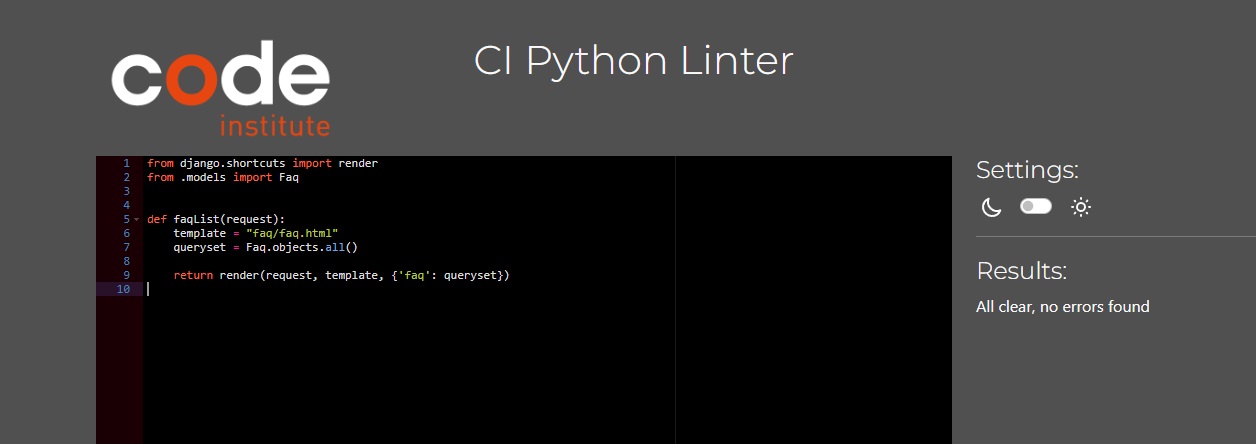 code
institute
CI Python Linter
1 from django.shortcuts import render
2 from .models import Faq
3
4
5 def faqList(request):
6     template = "faq/faq.html"
7     queryset = Faq.objects.all()
8
9     return render(request, template, {'faq': queryset})
10
Settings:
Results:
All clear, no errors found